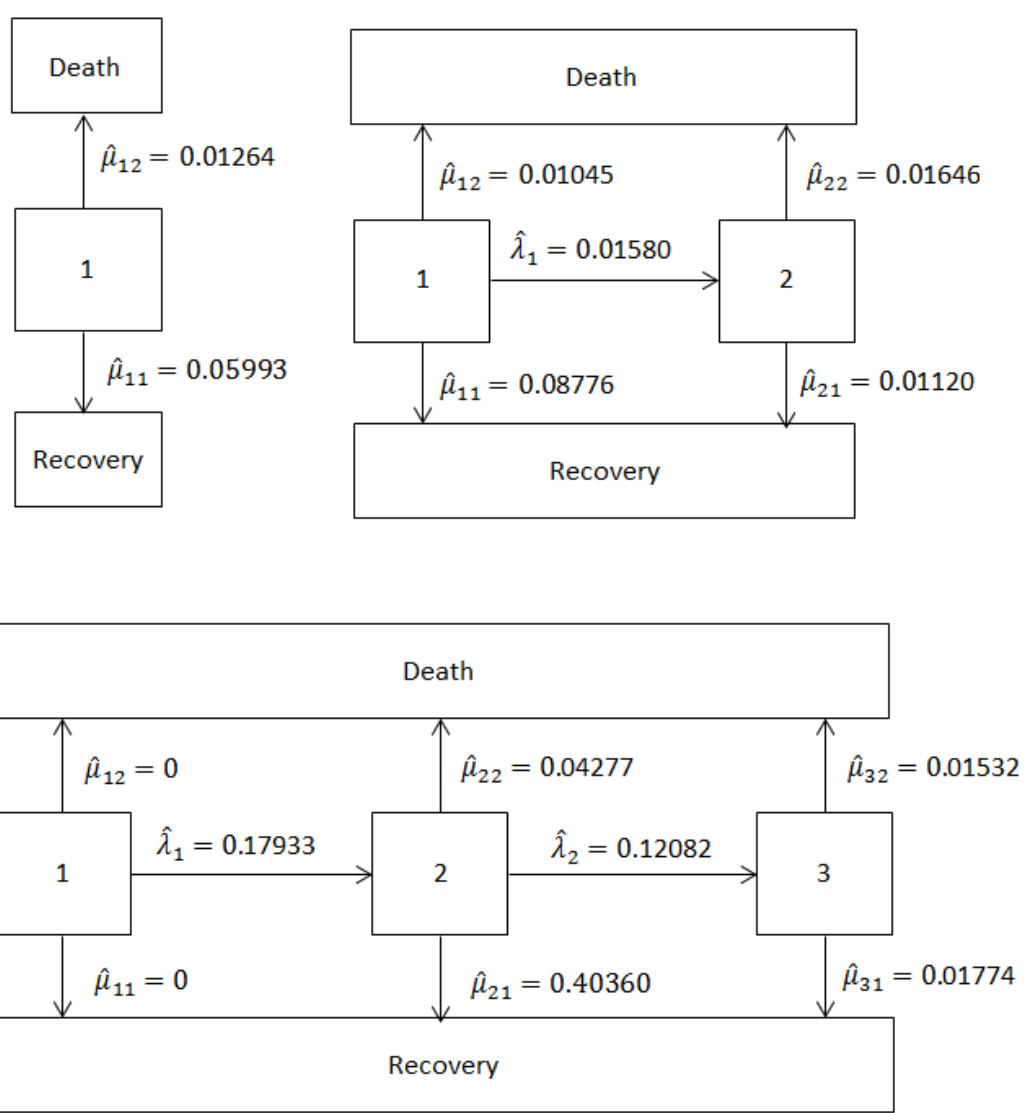 Death
μ̂₁₂ = 0.01264
1
μ̂₁₁ = 0.05993
Recovery
Death
μ̂₁₂ = 0.01045
μ̂₂₂ = 0.01646
1
λ̂₁ = 0.01580
2
μ̂₁₁ = 0.08776
μ̂₂₁ = 0.01120
Recovery
Death
μ̂₁₂ = 0
μ̂₂₂ = 0.04277
μ̂₃₂ = 0.01532
1
λ̂₁ = 0.17933
2
λ̂₂ = 0.12082
3
μ̂₁₁ = 0
μ̂₂₁ = 0.40360
μ̂₃₁ = 0.01774
Recovery